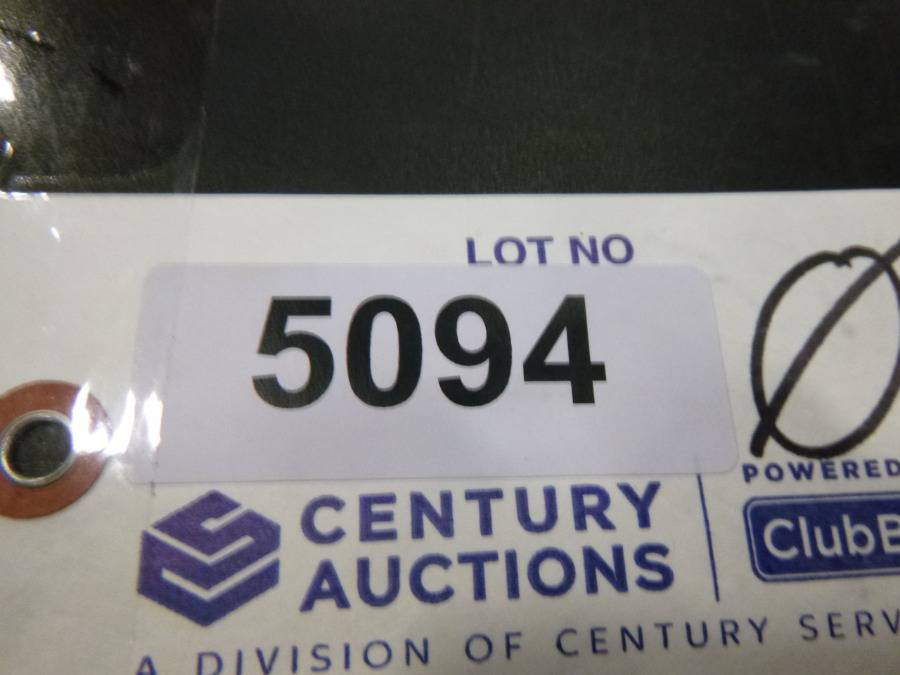 LOT NO
5094
Ø
POWERED
ClubB
CENTURY
AUCTIONS
A DIVISION OF CENTURY SERV